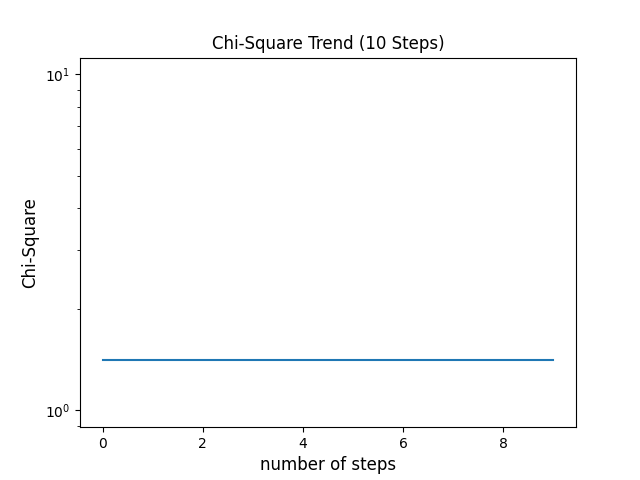 Chi-Square Trend (10 Steps)
10¹
Chi-Square
10⁰
0 2 4 6 8
number of steps